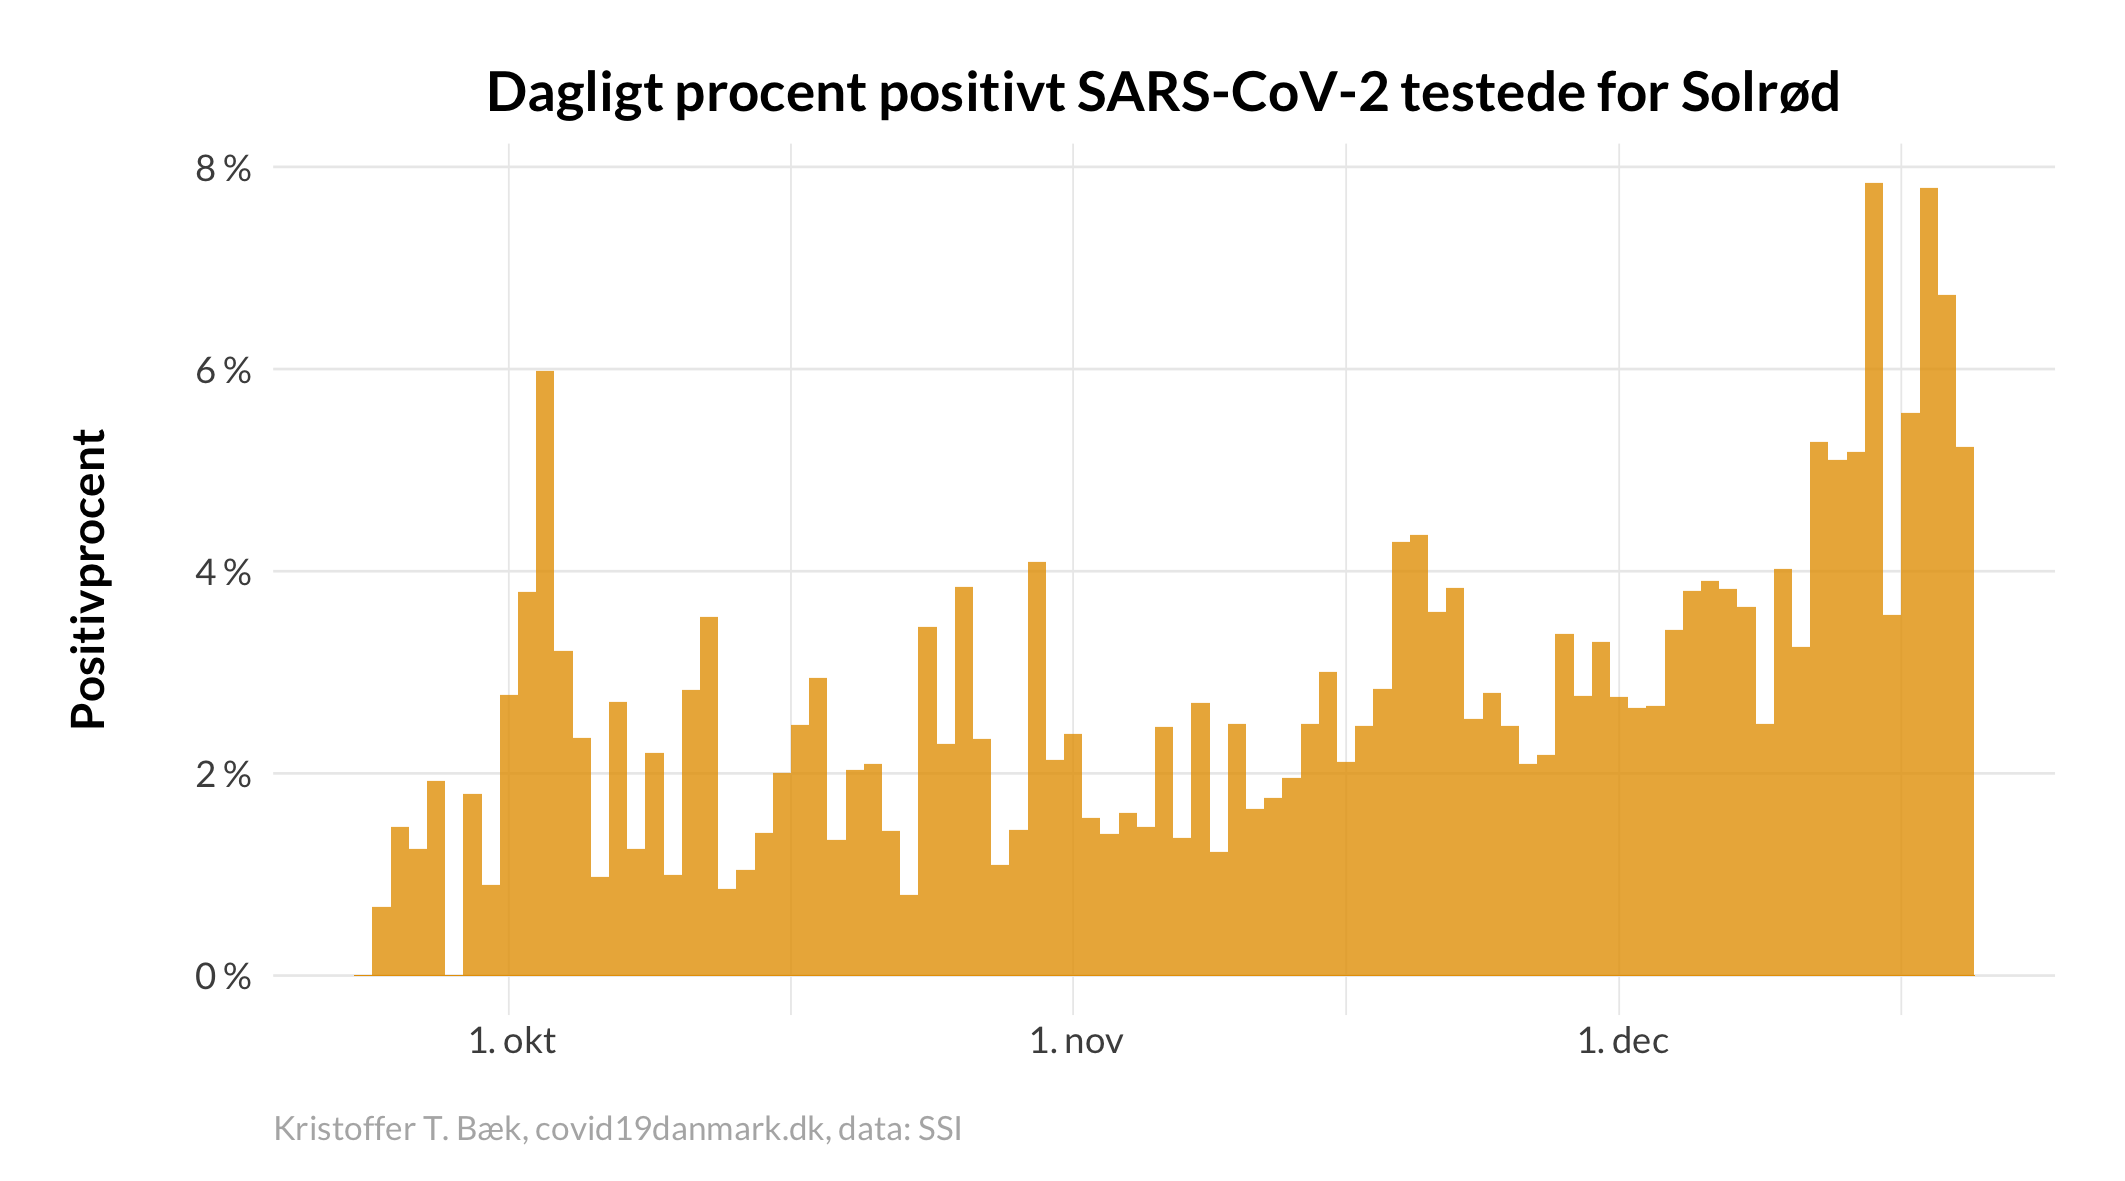 Dagligt procent positivt SARS-CoV-2 testede for Solrød
Positivprocent
8 %
6 %
4 %
2 %
0 %
1. okt
1. nov
1. dec
Kristoffer T. Bæk, covid19danmark.dk, data: SSI